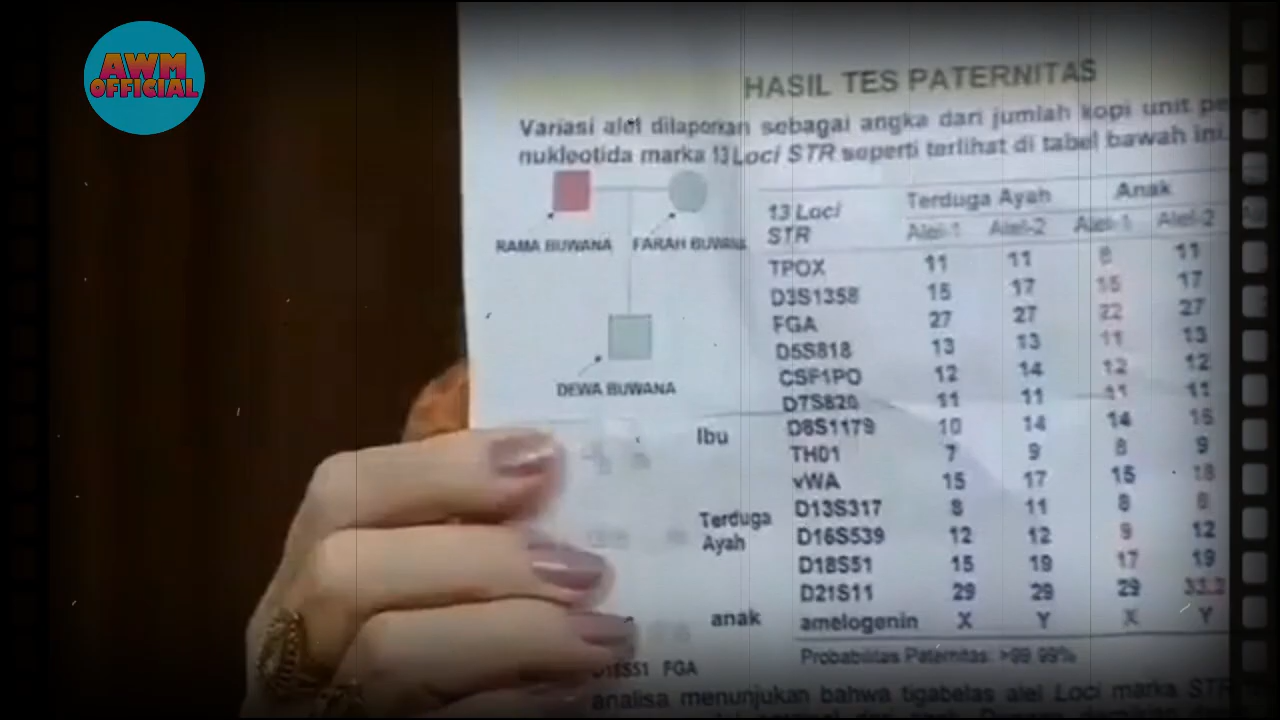 AWM
OFFICIAL
HASIL TES PATERNITAS
Variasi alel dilaporkan sebagai angka dari jumlah kopi unit pe
nukleotida marka 13 Loci STR seperti terlihat di tabel bawah ini.
RAMA BUWANA FARAH BUWANA
DEWA BUWANA
13 Loci STR Terduga Ayah Anak
Alel-1 Alel-2 Alel-1 Alel-2
TPOX 11 11 8 11
D3S1358 15 17 15 17
FGA 27 27 22 27
D5S818 13 13 11 13
CSF1PO 12 14 12 12
D7S820 11 11 11 11
D8S1179 10 14 14 15
TH01 7 9 8 9
vWA 15 17 15 18
D13S317 8 11 8 8
D16S539 12 12 9 12
D18S51 15 19 17 19
D21S11 29 29 29 33.2
amelogenin X Y X Y
Ibu
Terduga
Ayah
anak
D18S51 FGA
Probabilitas Paternitas: >99.99%
analisa menunjukan bahwa tigabelas alel Loci marka STR